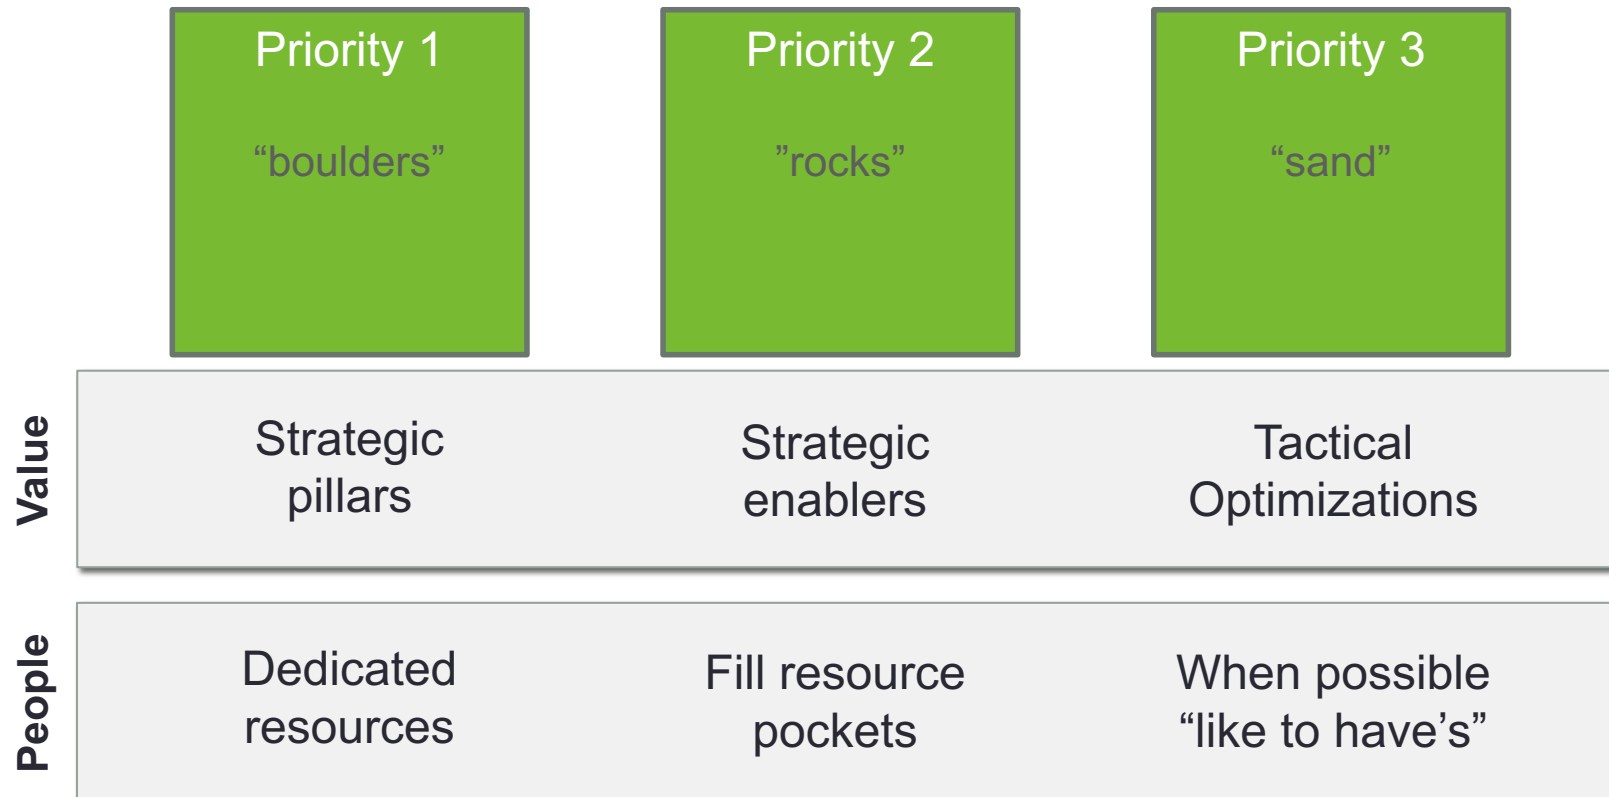 Priority 1
“boulders”
Priority 2
”rocks”
Priority 3
“sand”
Value
Strategic
pillars
Strategic
enablers
Tactical
Optimizations
People
Dedicated
resources
Fill resource
pockets
When possible
“like to have’s”